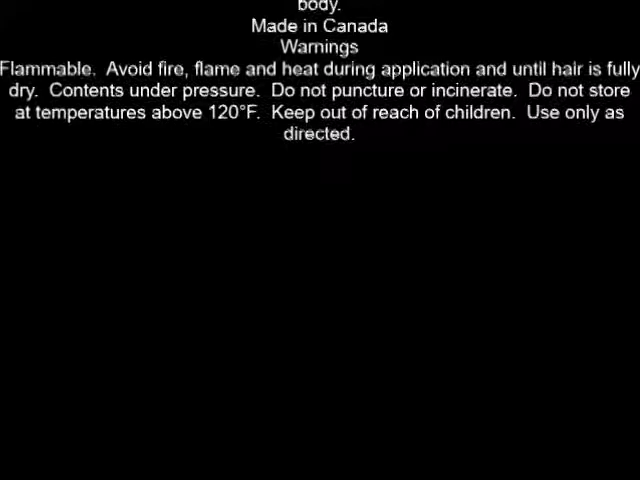 body.
Made in Canada
Warnings
Flammable.  Avoid fire, flame and heat during application and until hair is fully
dry.  Contents under pressure.  Do not puncture or incinerate.  Do not store
at temperatures above 120°F.  Keep out of reach of children.  Use only as
directed.